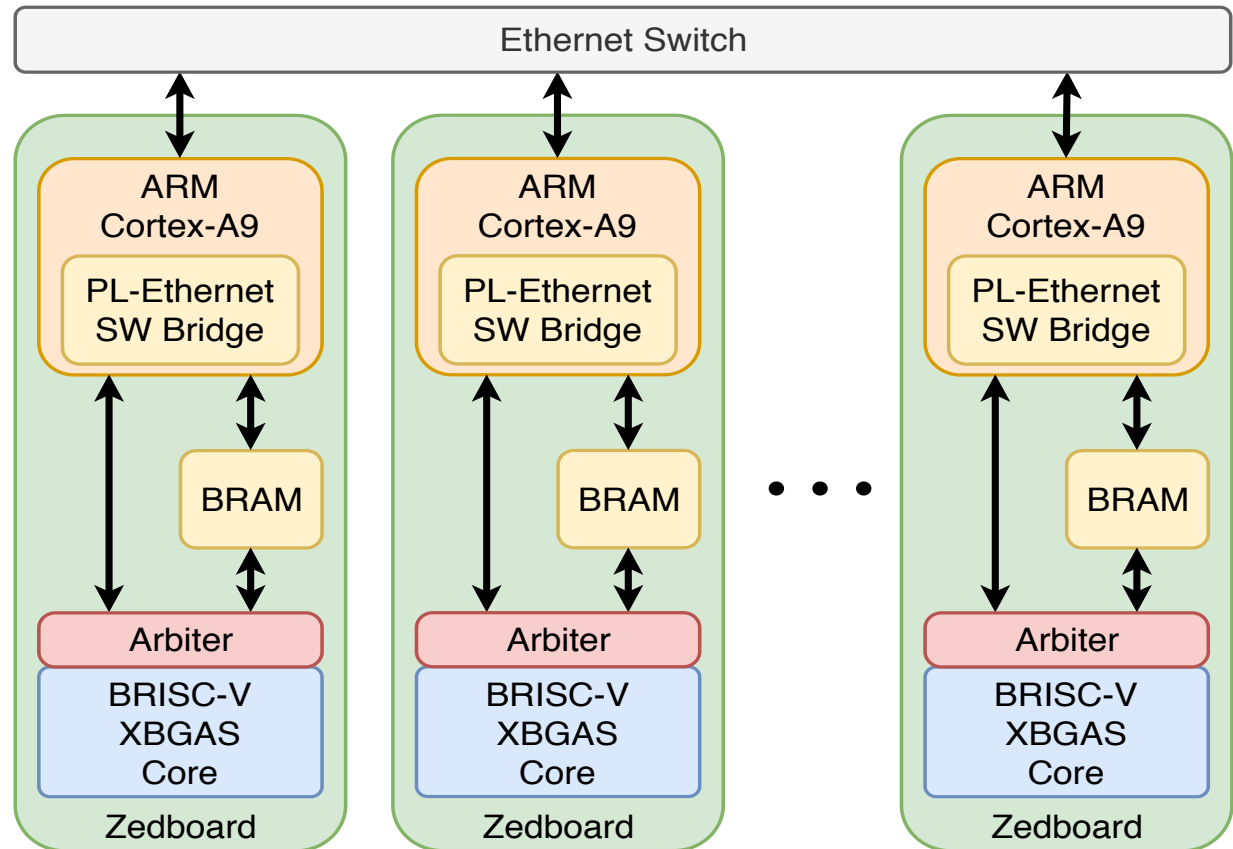 Ethernet Switch
ARM
Cortex-A9
PL-Ethernet
SW Bridge
BRAM
Arbiter
BRISC-V
XBGAS
Core
Zedboard
ARM
Cortex-A9
PL-Ethernet
SW Bridge
BRAM
Arbiter
BRISC-V
XBGAS
Core
Zedboard
ARM
Cortex-A9
PL-Ethernet
SW Bridge
BRAM
Arbiter
BRISC-V
XBGAS
Core
Zedboard